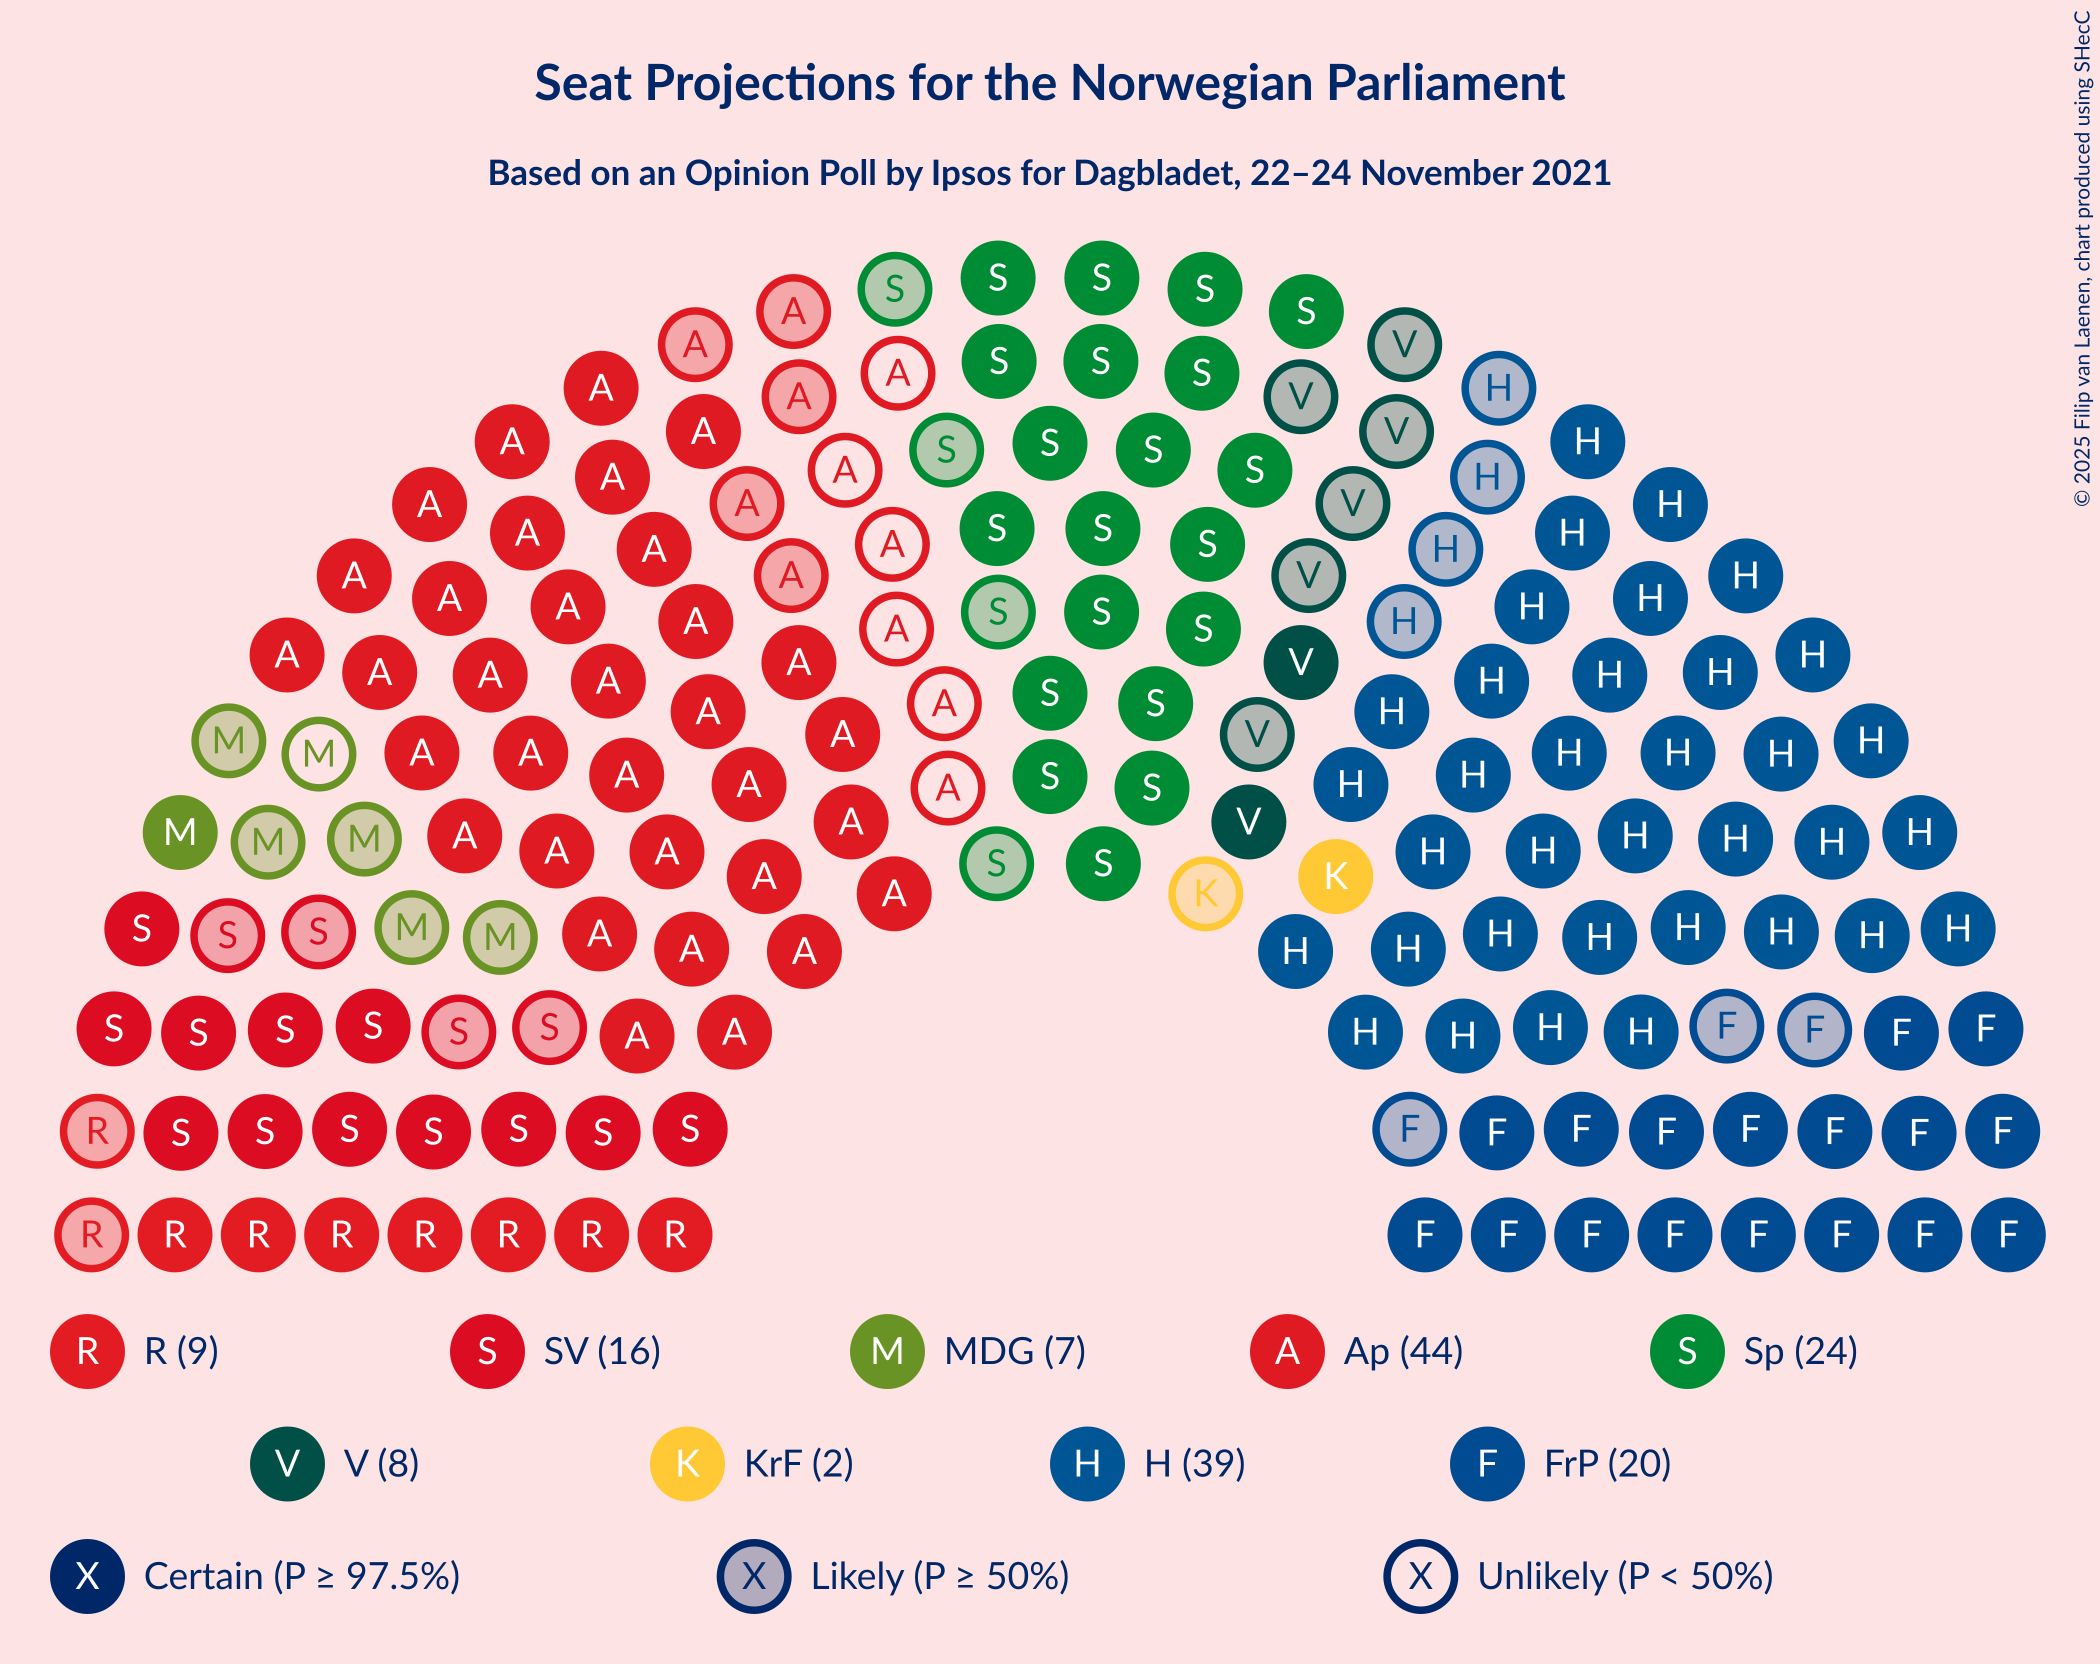 Seat Projections for the Norwegian Parliament
Based on an Opinion Poll by Ipsos for Dagbladet, 22–24 November 2021
© 2025 Filip van Laenen, chart produced using SHecC
S S S S S
A A V
A S S S
A A V H
A V
A S S S S
A A H H
A A V
A S S S
A A H H
A A V H
A A V
A S S S
A A H H
A A H H
A A V
A S S
A A H H
A A H H
M M A A A A A S S V H H H H H H
M M M A A A A A S S V K H H H H H H
S S S M M A A A A S S K H H H H H H H H
S S S S S S A A H H H H F F F F
R S S S S S S S F F F F F F F F
R R R R R R R R F F F F F F F F
R R (9) S SV (16) M MDG (7) A Ap (44) S Sp (24)
V V (8) K KrF (2) H H (39) F FrP (20)
X Certain (P ≥ 97.5%) X Likely (P ≥ 50%) X Unlikely (P < 50%)